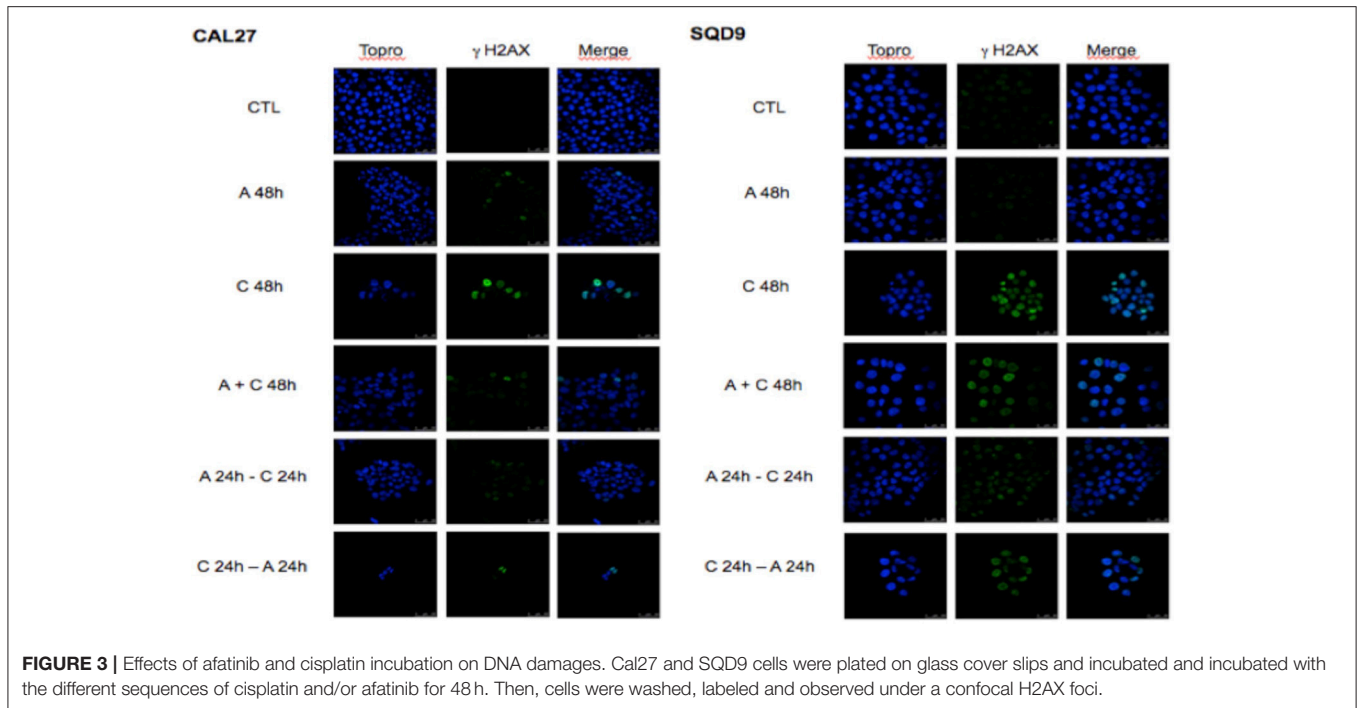 CAL27
Topro γ H2AX Merge
CTL
A 48h
C 48h
A + C 48h
A 24h - C 24h
C 24h – A 24h
SQD9
Topro γ H2AX Merge
CTL
A 48h
C 48h
A + C 48h
A 24h - C 24h
C 24h – A 24h
FIGURE 3 | Effects of afatinib and cisplatin incubation on DNA damages. Cal27 and SQD9 cells were plated on glass cover slips and incubated and incubated with
the different sequences of cisplatin and/or afatinib for 48 h. Then, cells were washed, labeled and observed under a confocal H2AX foci.